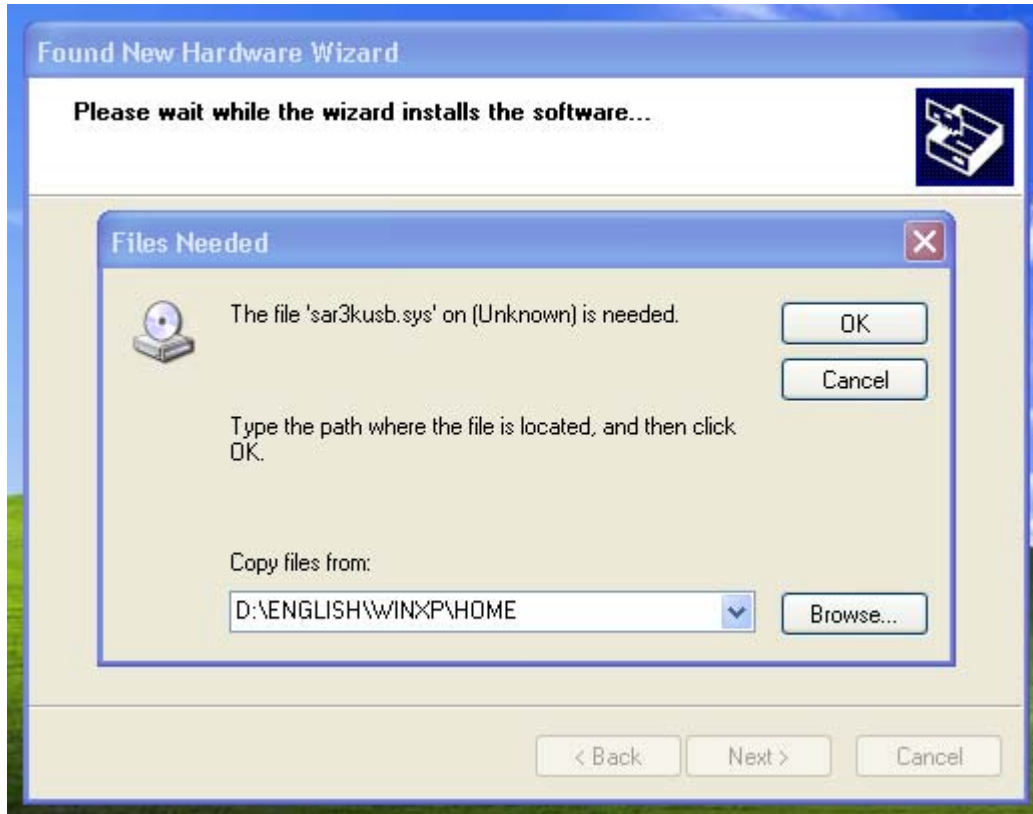 Found New Hardware Wizard
Please wait while the wizard installs the software...
Files Needed
The file 'sar3kusb.sys' on (Unknown) is needed.
OK
Cancel
Type the path where the file is located, and then click
OK.
Copy files from:
D:\ENGLISH\WINXP\HOME
Browse...
< Back
Next >
Cancel